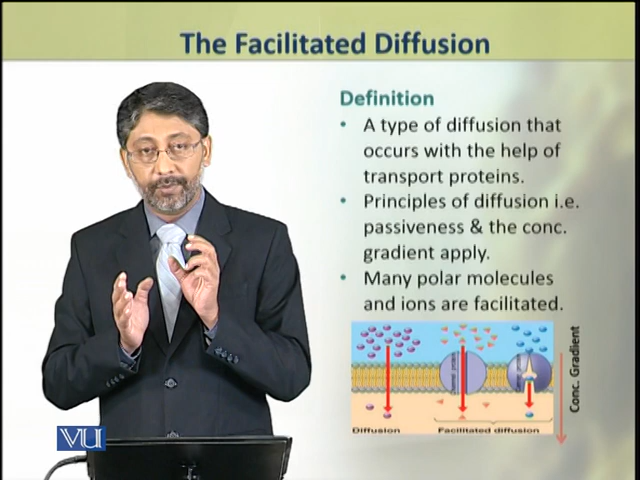 The Facilitated Diffusion
Definition
• A type of diffusion that
occurs with the help of
transport proteins.
• Principles of diffusion i.e.
passiveness & the conc.
gradient apply.
• Many polar molecules
and ions are facilitated.
Conc. Gradient
Diffusion
Facilitated diffusion
VU